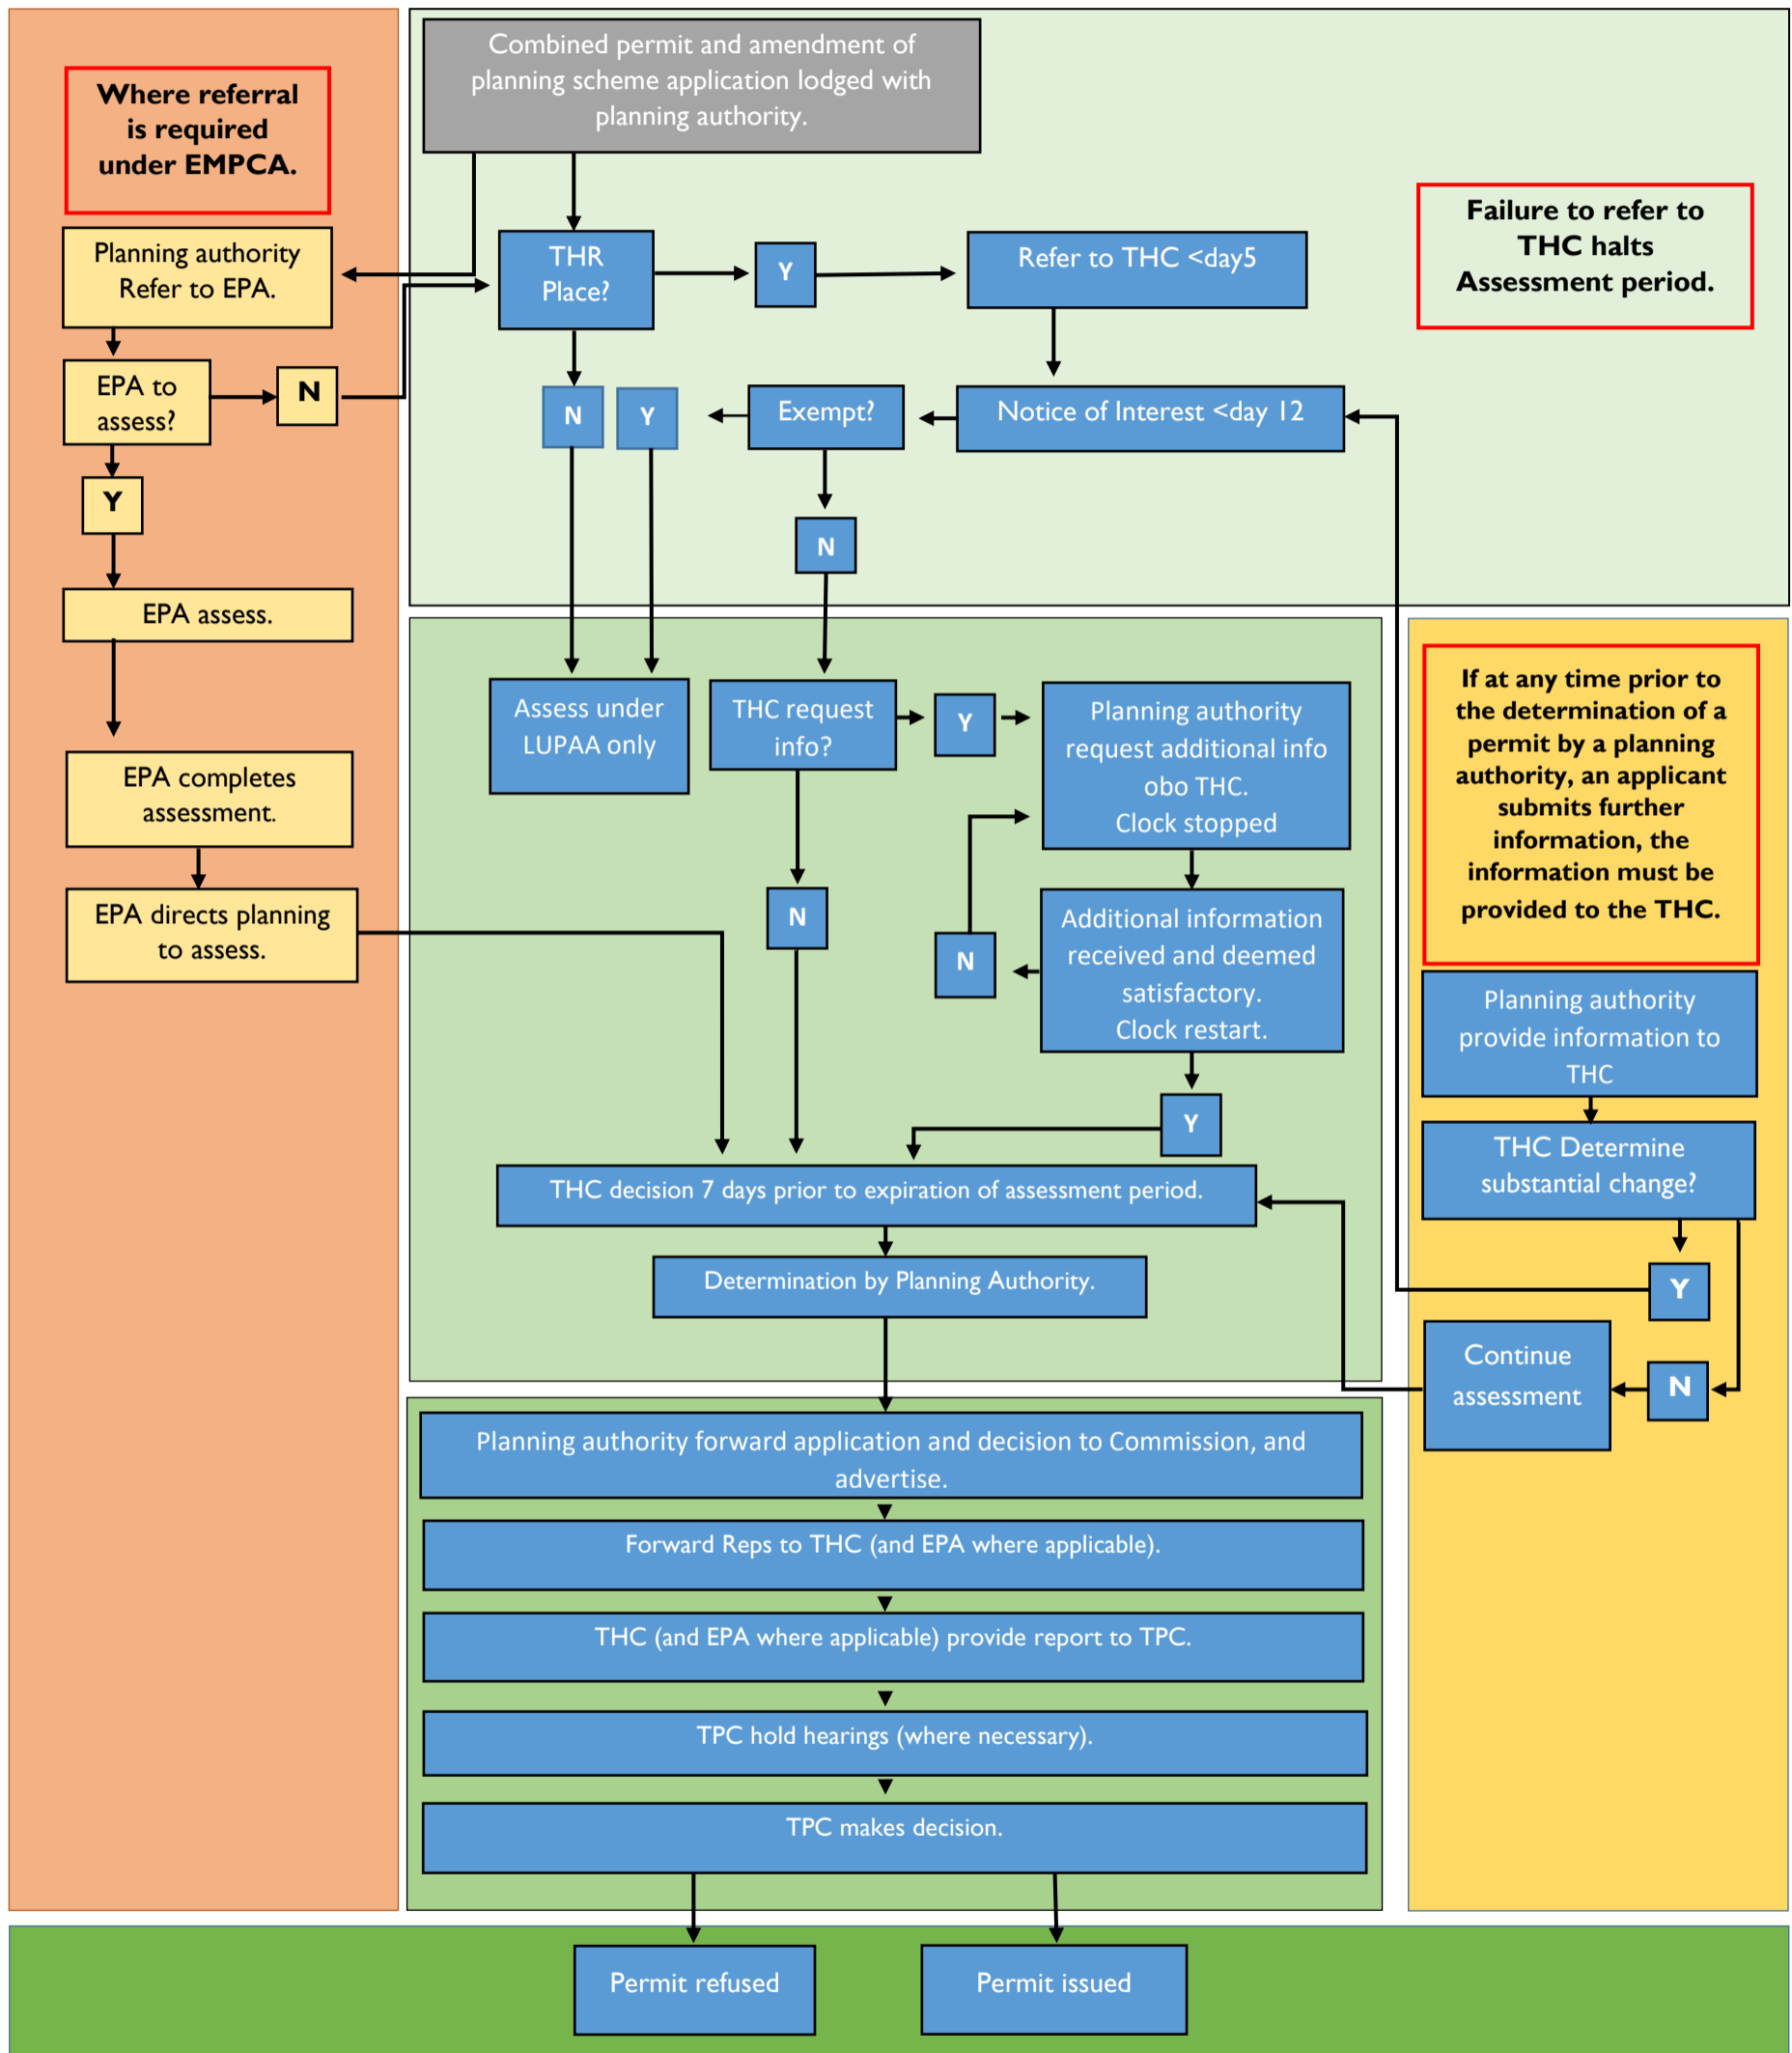 Combined permit and amendment of
planning scheme application lodged with
planning authority.
Where referral
is required
under EMPCA.
Failure to refer to
THC halts
Assessment period.
Planning authority
Refer to EPA.
THR
Place?
Y
Refer to THC <day5
EPA to
assess?
N
N
Y
Exempt?
Notice of Interest <day 12
Y
N
EPA assess.
If at any time prior to
the determination of a
permit by a planning
authority, an applicant
submits further
information, the
information must be
provided to the THC.
Assess under
LUPAA only
THC request
info?
Y
Planning authority
request additional info
obo THC.
Clock stopped
EPA completes
assessment.
EPA directs planning
to assess.
N
N
Additional information
received and deemed
satisfactory.
Clock restart.
Planning authority
provide information to
THC
Y
THC Determine
substantial change?
THC decision 7 days prior to expiration of assessment period.
Determination by Planning Authority.
Y
Continue
assessment
N
Planning authority forward application and decision to Commission, and
advertise.
Forward Reps to THC (and EPA where applicable).
THC (and EPA where applicable) provide report to TPC.
TPC hold hearings (where necessary).
TPC makes decision.
Permit refused
Permit issued